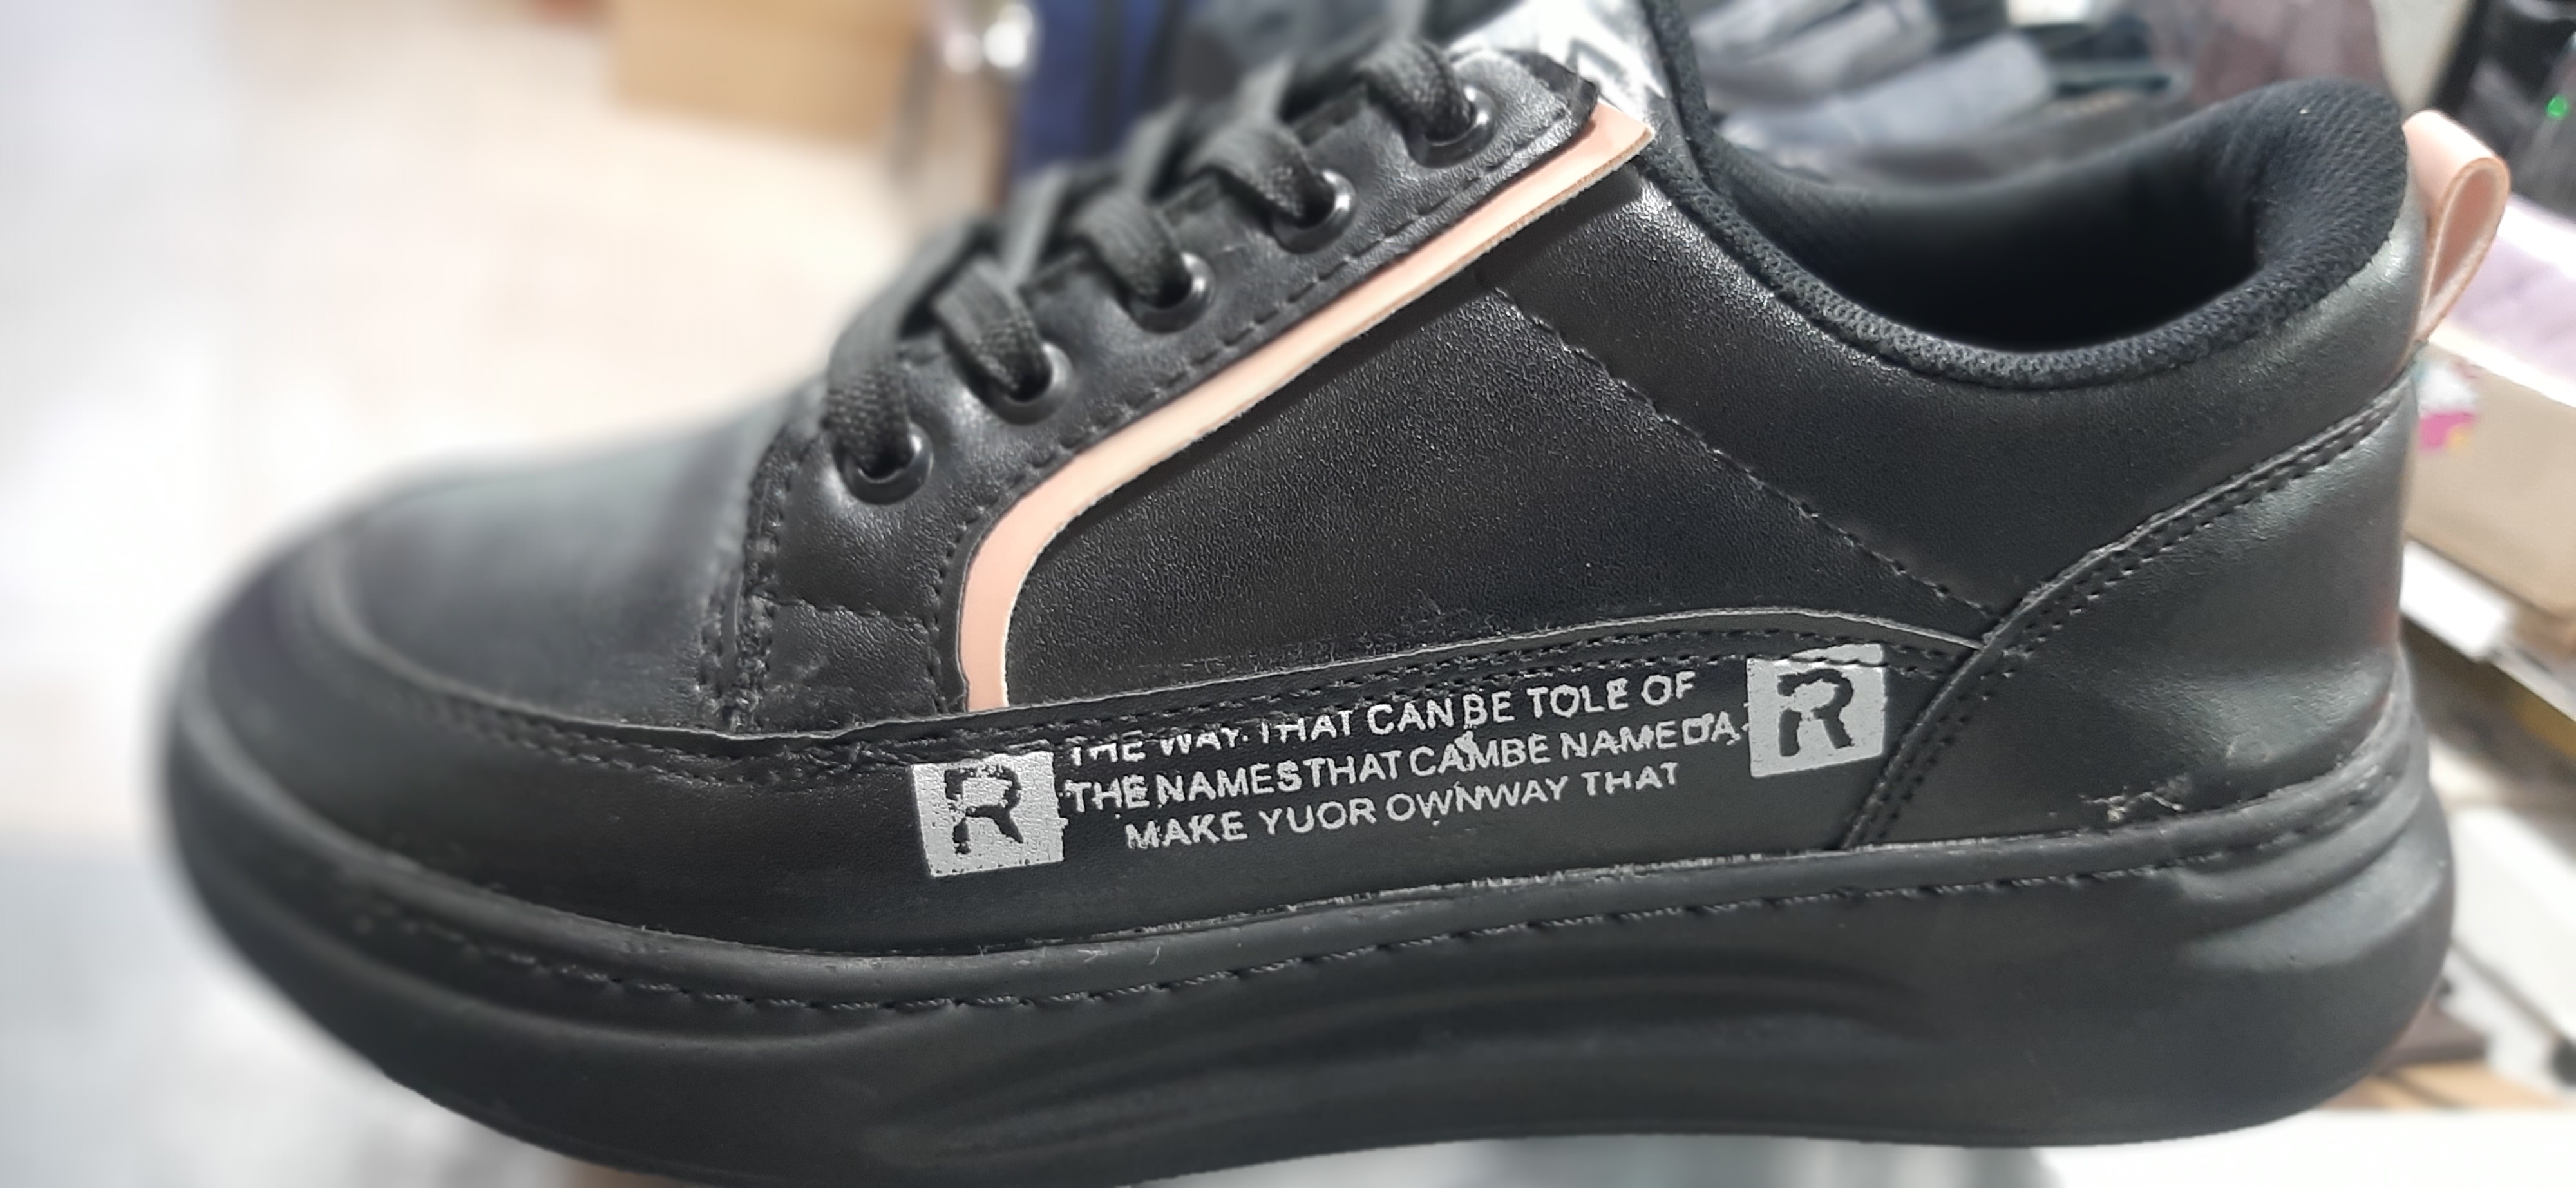 THE WAY THAT CAN BE TOLE OF
R THE NAMESTHAT CAMBE NAMEDA R
MAKE YUOR OWNWAY THAT